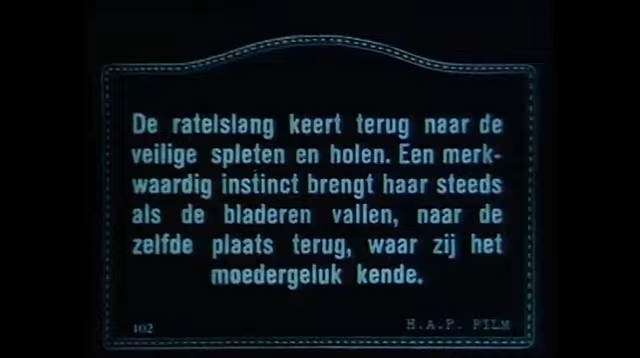 De ratelslang keert terug naar de
veilige spleten en holen. Een merk-
waardig instinct brengt haar steeds
als de bladeren vallen, naar de
zelfde plaats terug, waar zij het
moedergeluk kende.
102
H.A.P. FILM